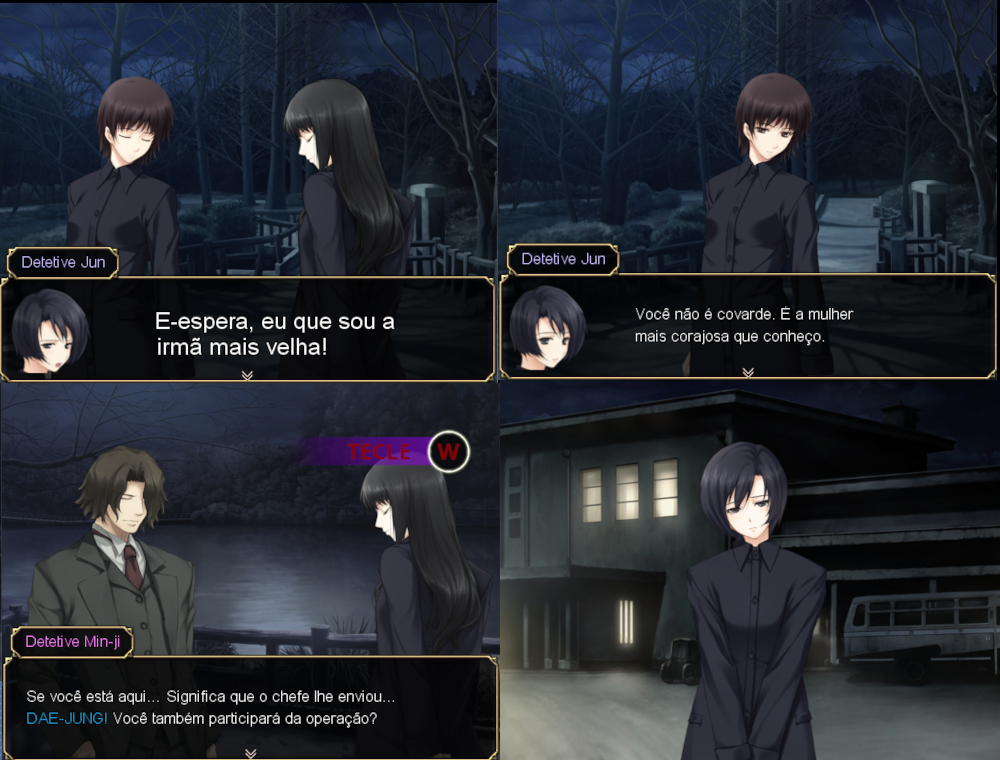 Detetive Jun
E-espera, eu que sou a
irmã mais velha!
Detetive Jun
Você não é covarde. É a mulher
mais corajosa que conheço.
TECLE W
Detetive Min-ji
Se você está aqui... Significa que o chefe lhe enviou...
DAE-JUNG! Você também participará da operação?